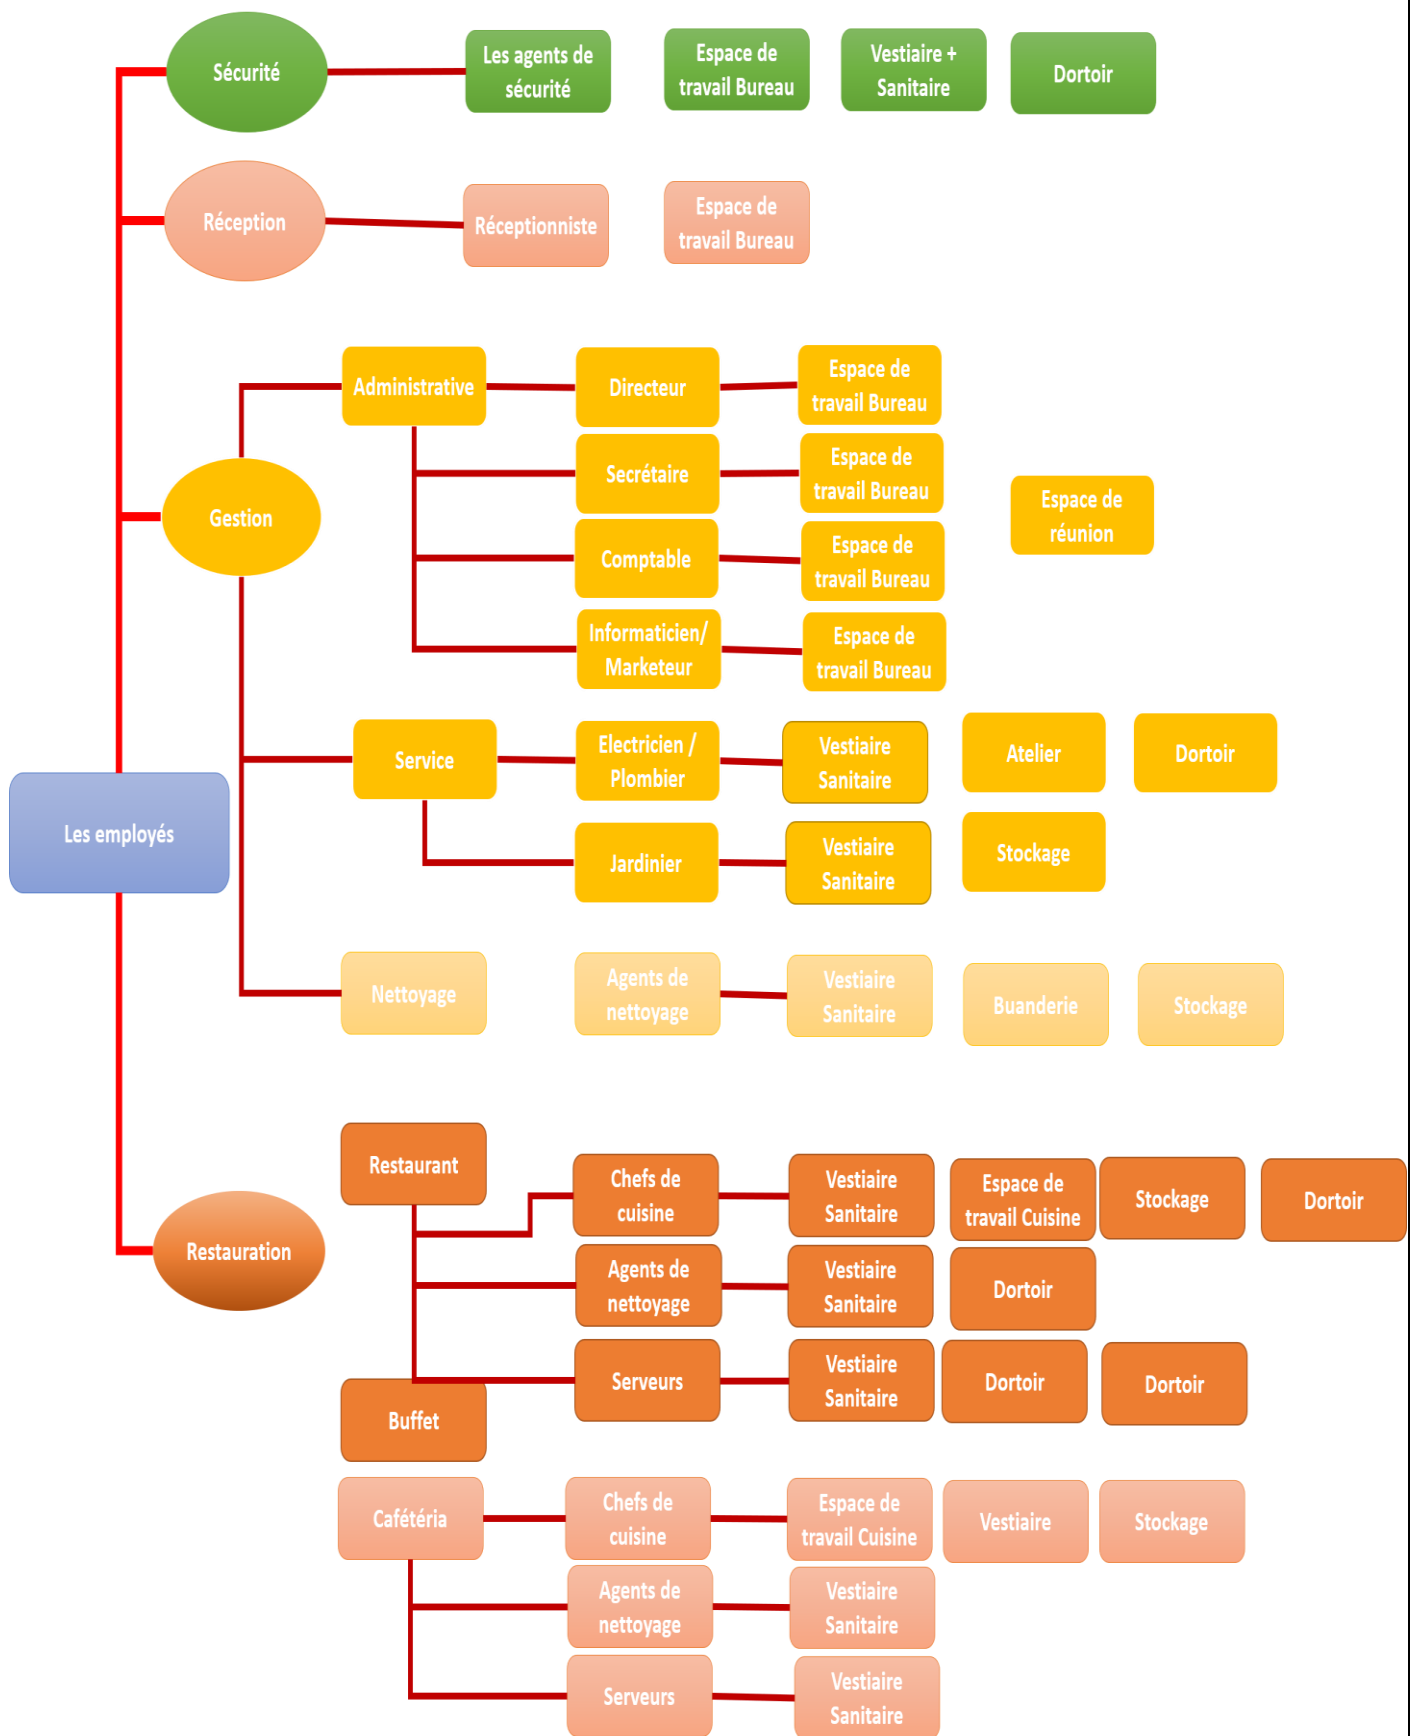 Sécurité
Les agents de
sécurité
Espace de
travail Bureau
Vestiaire +
Sanitaire
Dortoir
Réception
Réceptionniste
Espace de
travail Bureau
Administrative
Directeur
Espace de
travail Bureau
Secrétaire
Espace de
travail Bureau
Gestion
Espace de
réunion
Comptable
Espace de
travail Bureau
Informaticien/
Marketeur
Espace de
travail Bureau
Service
Electricien /
Plombier
Vestiaire
Sanitaire
Atelier
Dortoir
Les employés
Jardinier
Vestiaire
Sanitaire
Stockage
Nettoyage
Agents de
nettoyage
Vestiaire
Sanitaire
Buanderie
Stockage
Restaurant
Chefs de
cuisine
Vestiaire
Sanitaire
Espace de
travail Cuisine
Stockage
Dortoir
Restauration
Agents de
nettoyage
Vestiaire
Sanitaire
Dortoir
Serveurs
Vestiaire
Sanitaire
Dortoir
Dortoir
Buffet
Cafétéria
Chefs de
cuisine
Espace de
travail Cuisine
Vestiaire
Stockage
Agents de
nettoyage
Vestiaire
Sanitaire
Serveurs
Vestiaire
Sanitaire